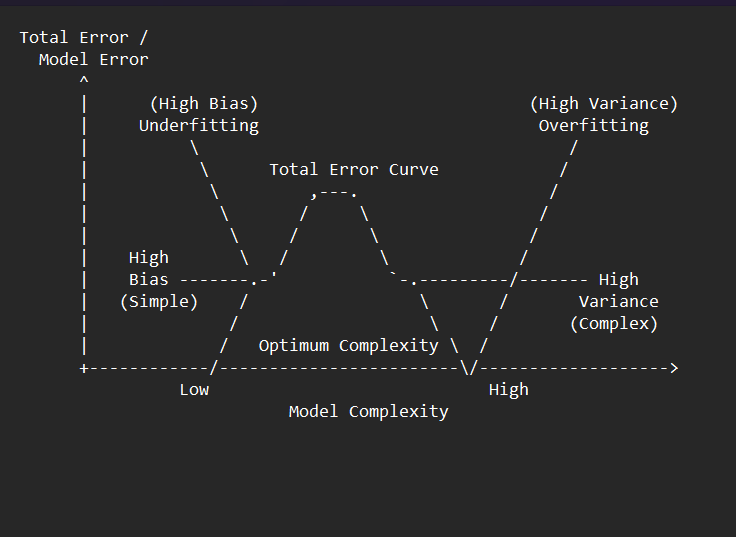 Total Error /
Model Error
(High Bias) (High Variance)
Underfitting Overfitting
Total Error Curve
High
Bias High
(Simple) Variance
(Complex)
Optimum Complexity
Low High
Model Complexity